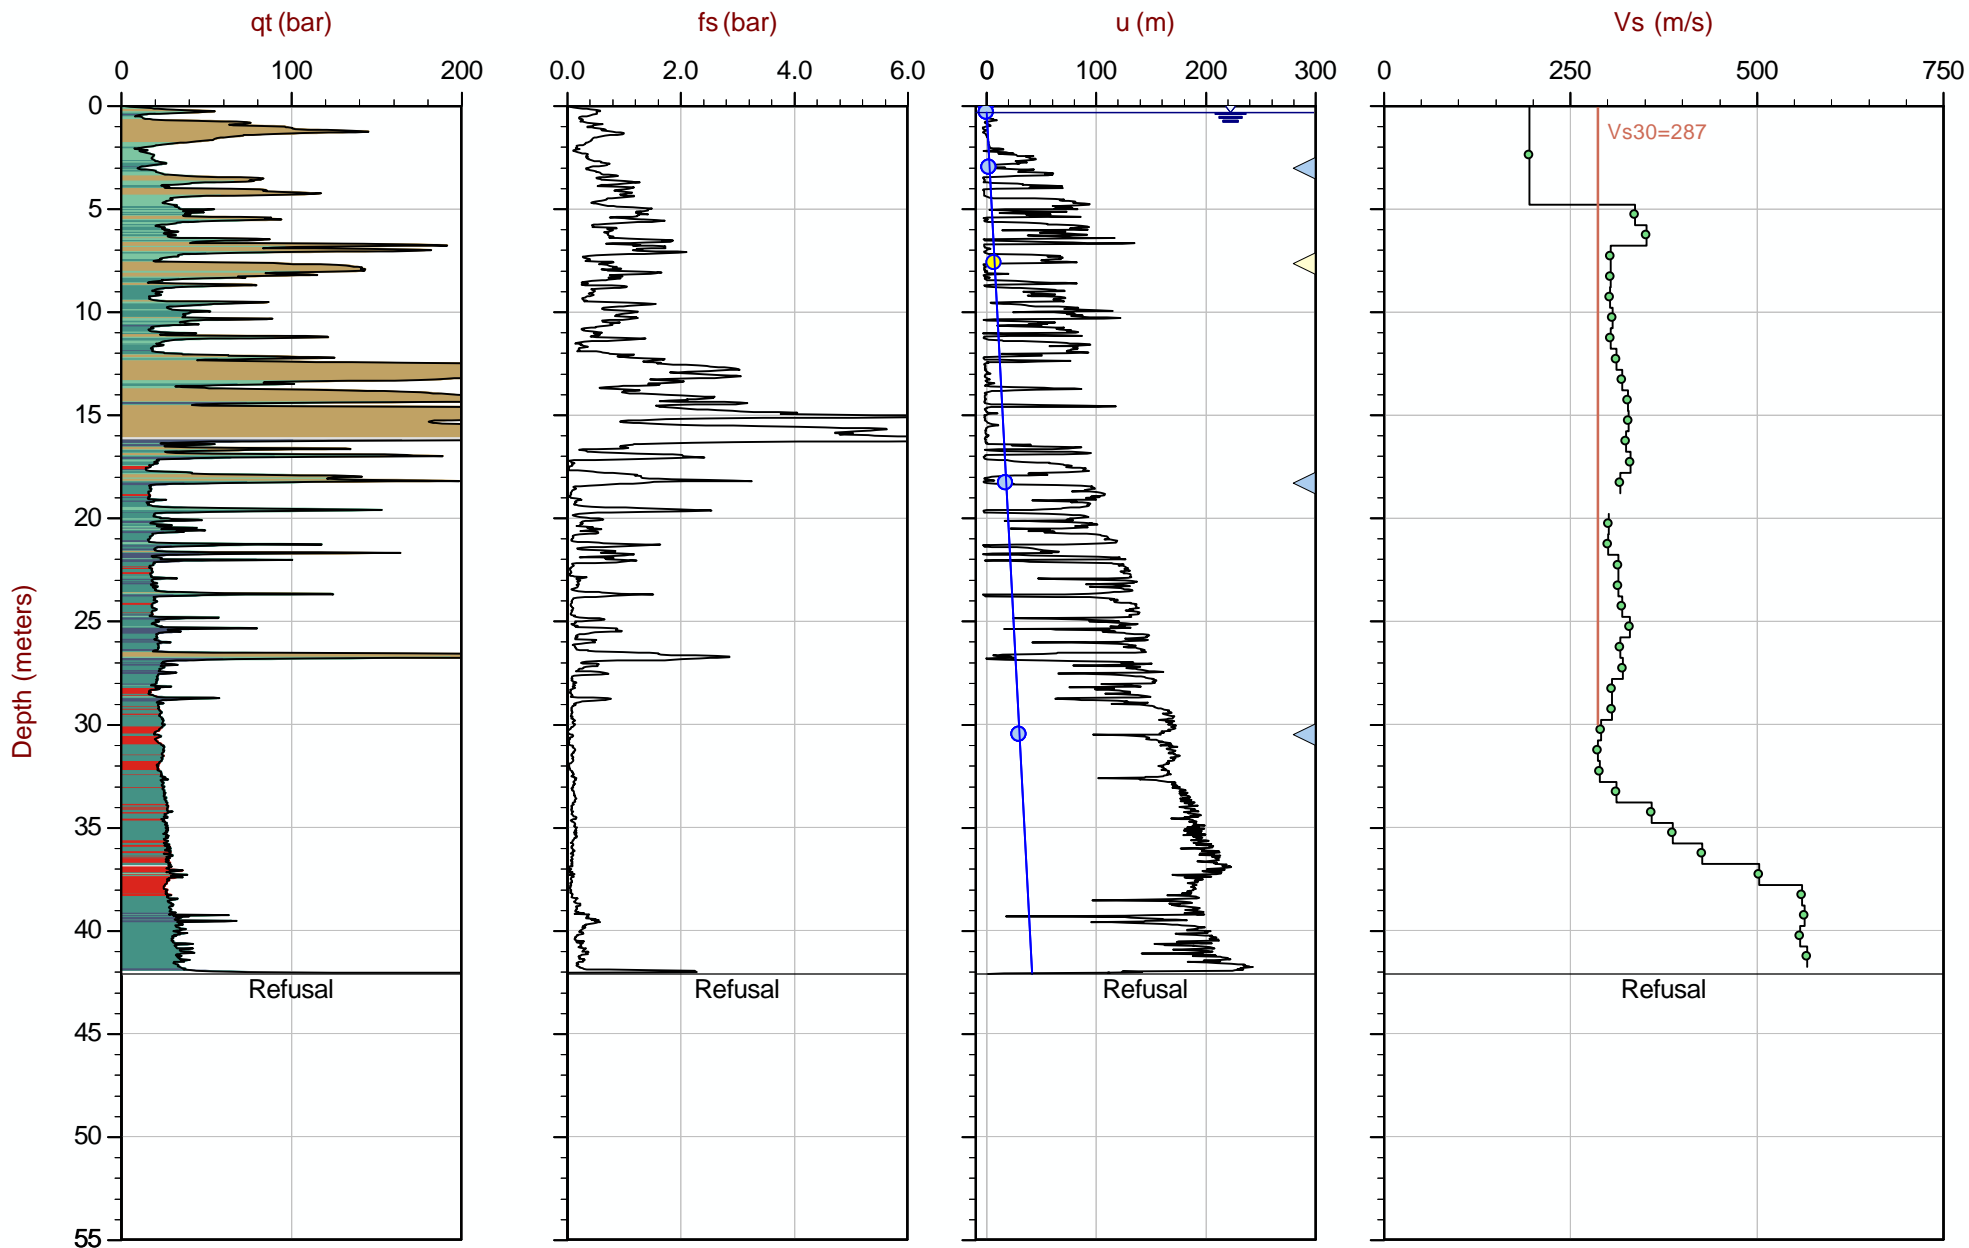 qt (bar) fs (bar) u (m) Vs (m/s)
0 100 200 0.0 2.0 4.0 6.0 0 100 200 300 0 250 500 750
0
Vs30=287
5
10
15
20
25
Depth (meters)
30
35
40
Refusal Refusal Refusal Refusal
45
50
55